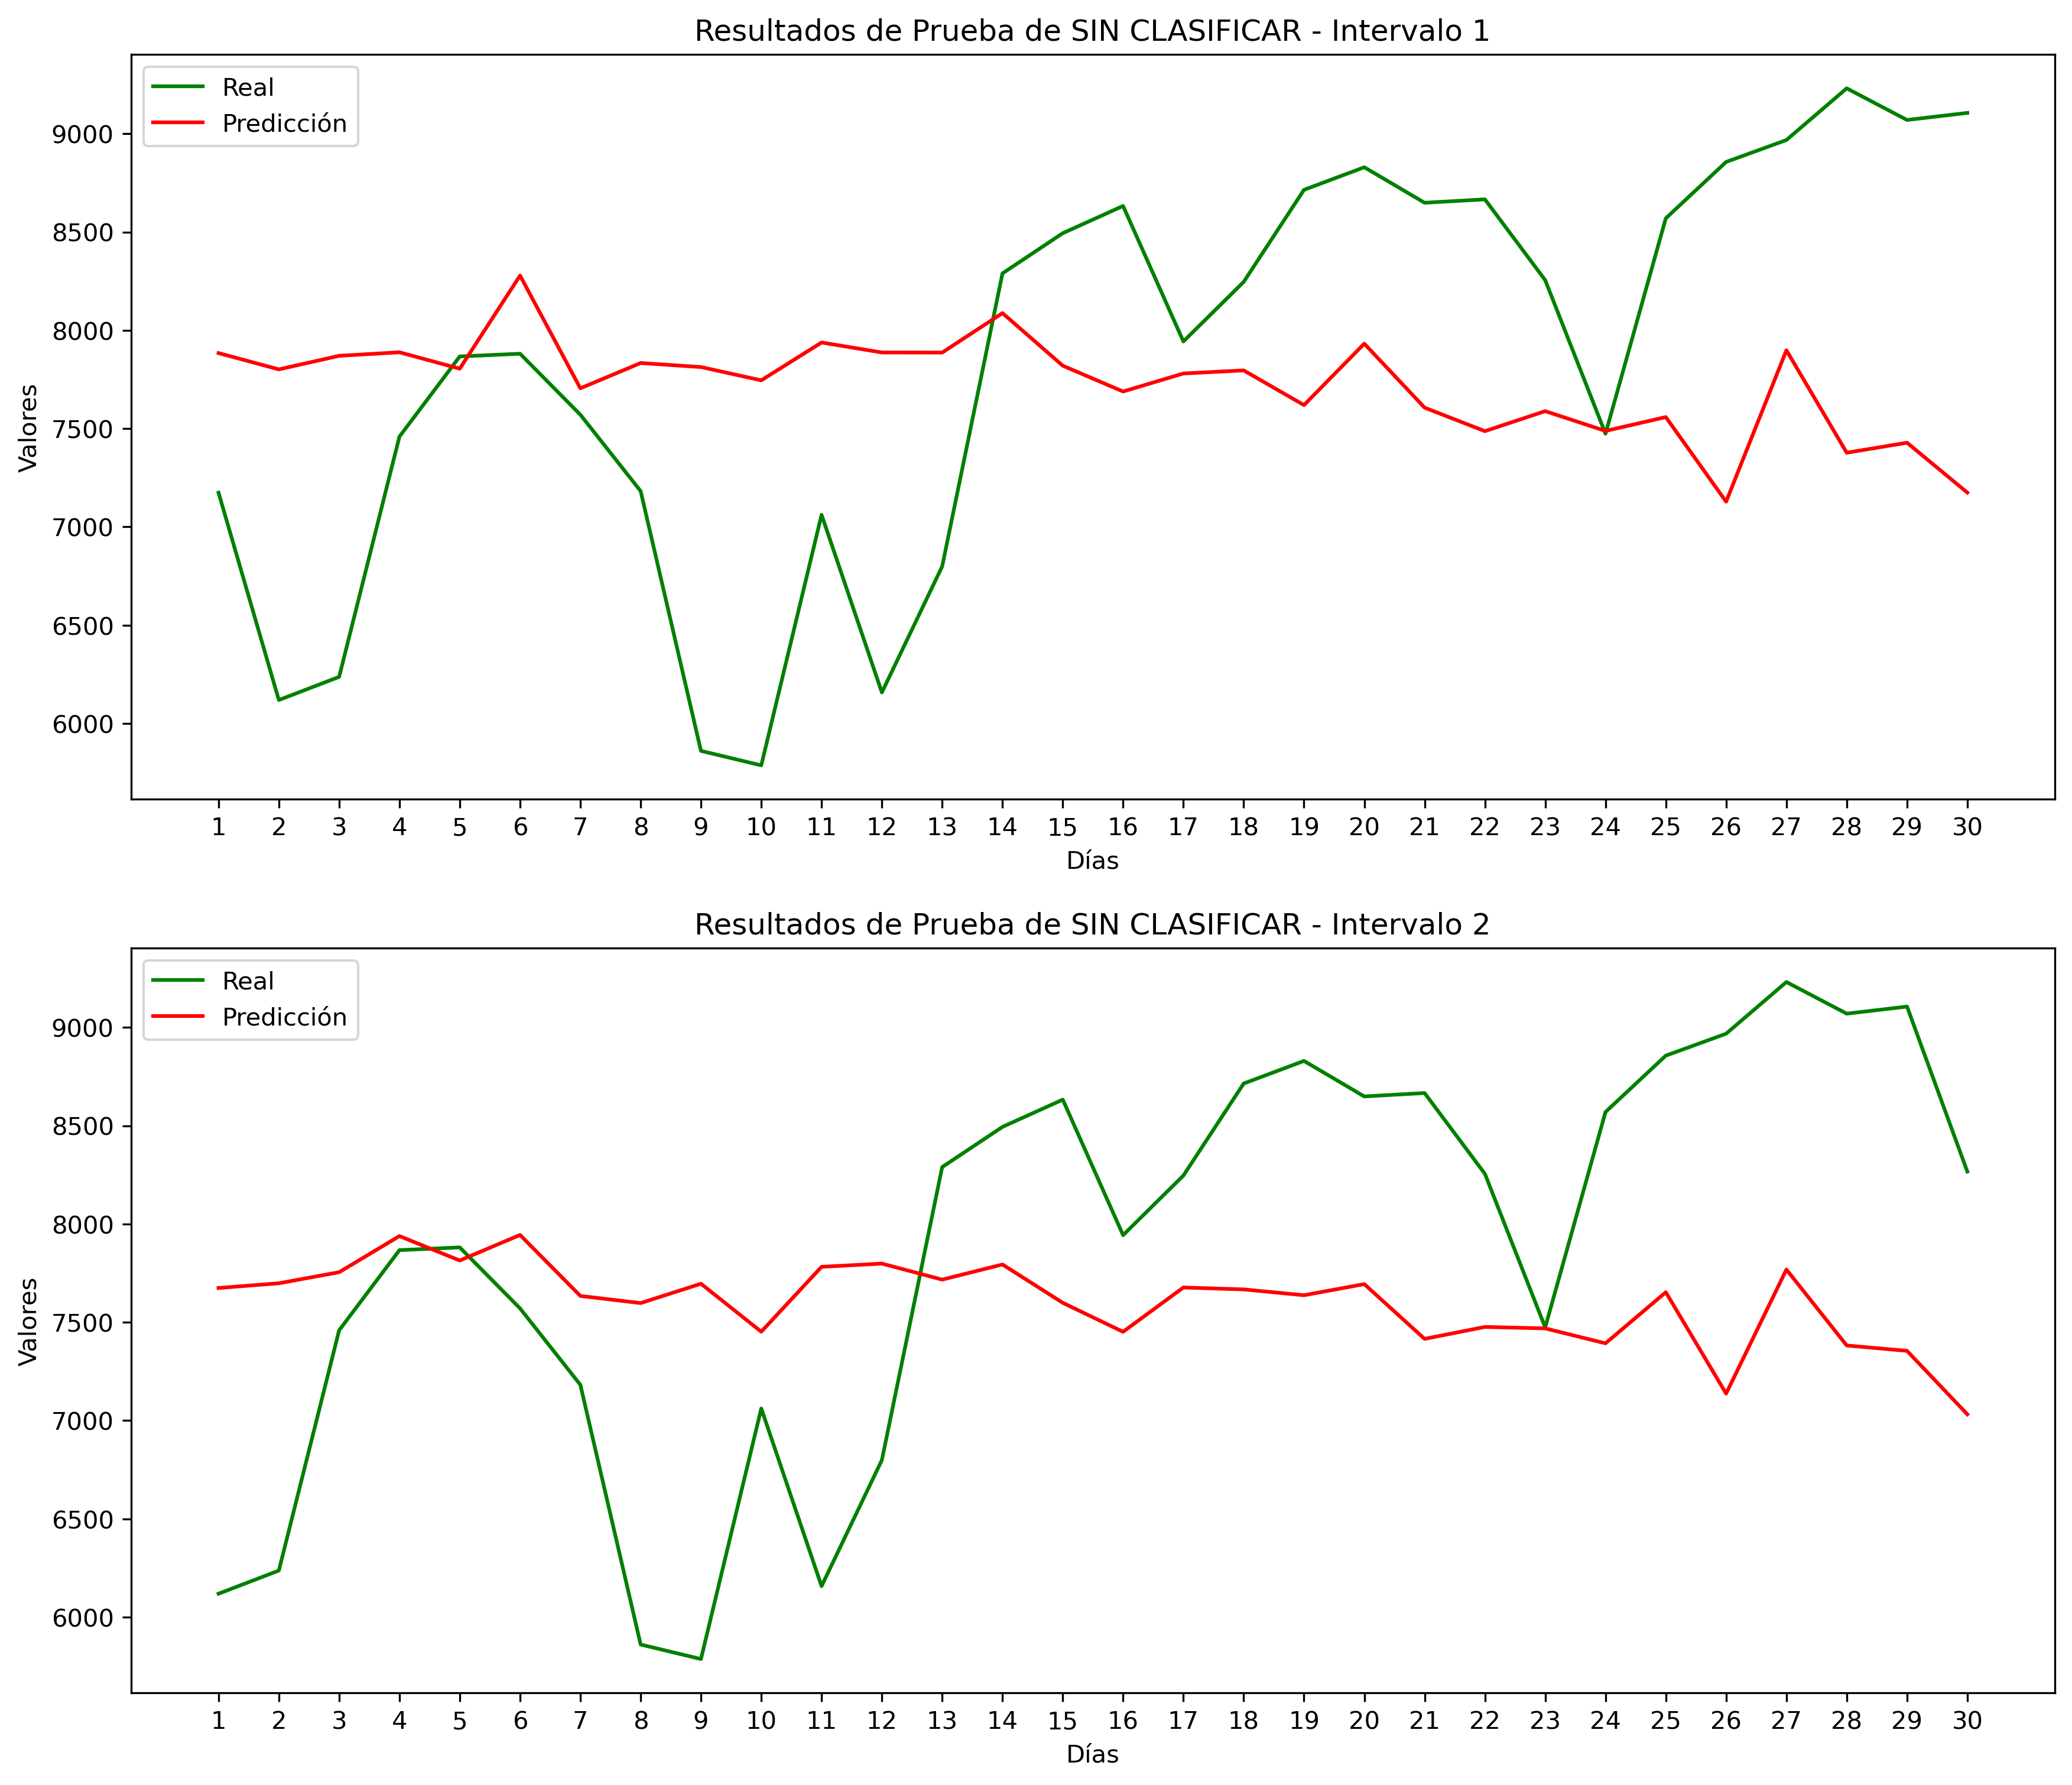 Resultados de Prueba de SIN CLASIFICAR - Intervalo 1
Real
Predicción
9000
8500
8000
7500
7000
6500
6000
Valores
1 2 3 4 5 6 7 8 9 10 11 12 13 14 15 16 17 18 19 20 21 22 23 24 25 26 27 28 29 30
Días
Resultados de Prueba de SIN CLASIFICAR - Intervalo 2
Real
Predicción
9000
8500
8000
7500
7000
6500
6000
Valores
1 2 3 4 5 6 7 8 9 10 11 12 13 14 15 16 17 18 19 20 21 22 23 24 25 26 27 28 29 30
Días